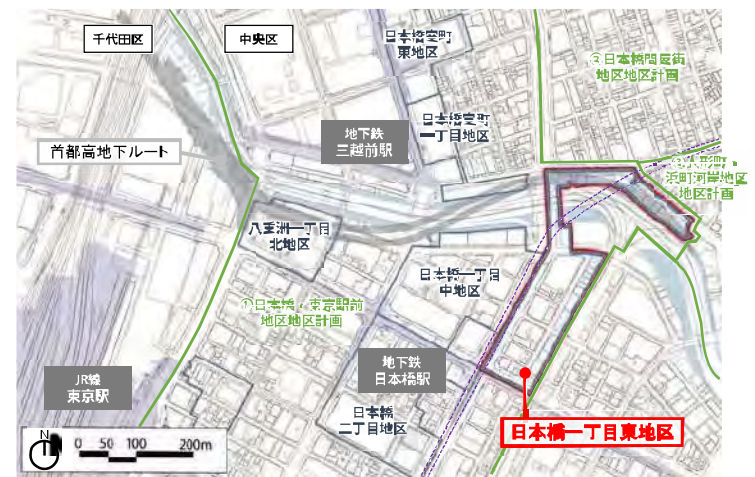 千代田区
中央区
日本橋室町
東地区
②日本橋問屋街
地区地区計画
日本橋室町
一丁目地区
地下鉄
三越前駅
首都高地下ルート
③人形町・
浜町河岸地区
地区計画
八重洲一丁目
北地区
日本橋一丁目
中地区
①日本橋・東京駅前
地区地区計画
地下鉄
日本橋駅
JR線
東京駅
日本橋
二丁目地区
日本橋一丁目東地区
N
0 50 100 200m